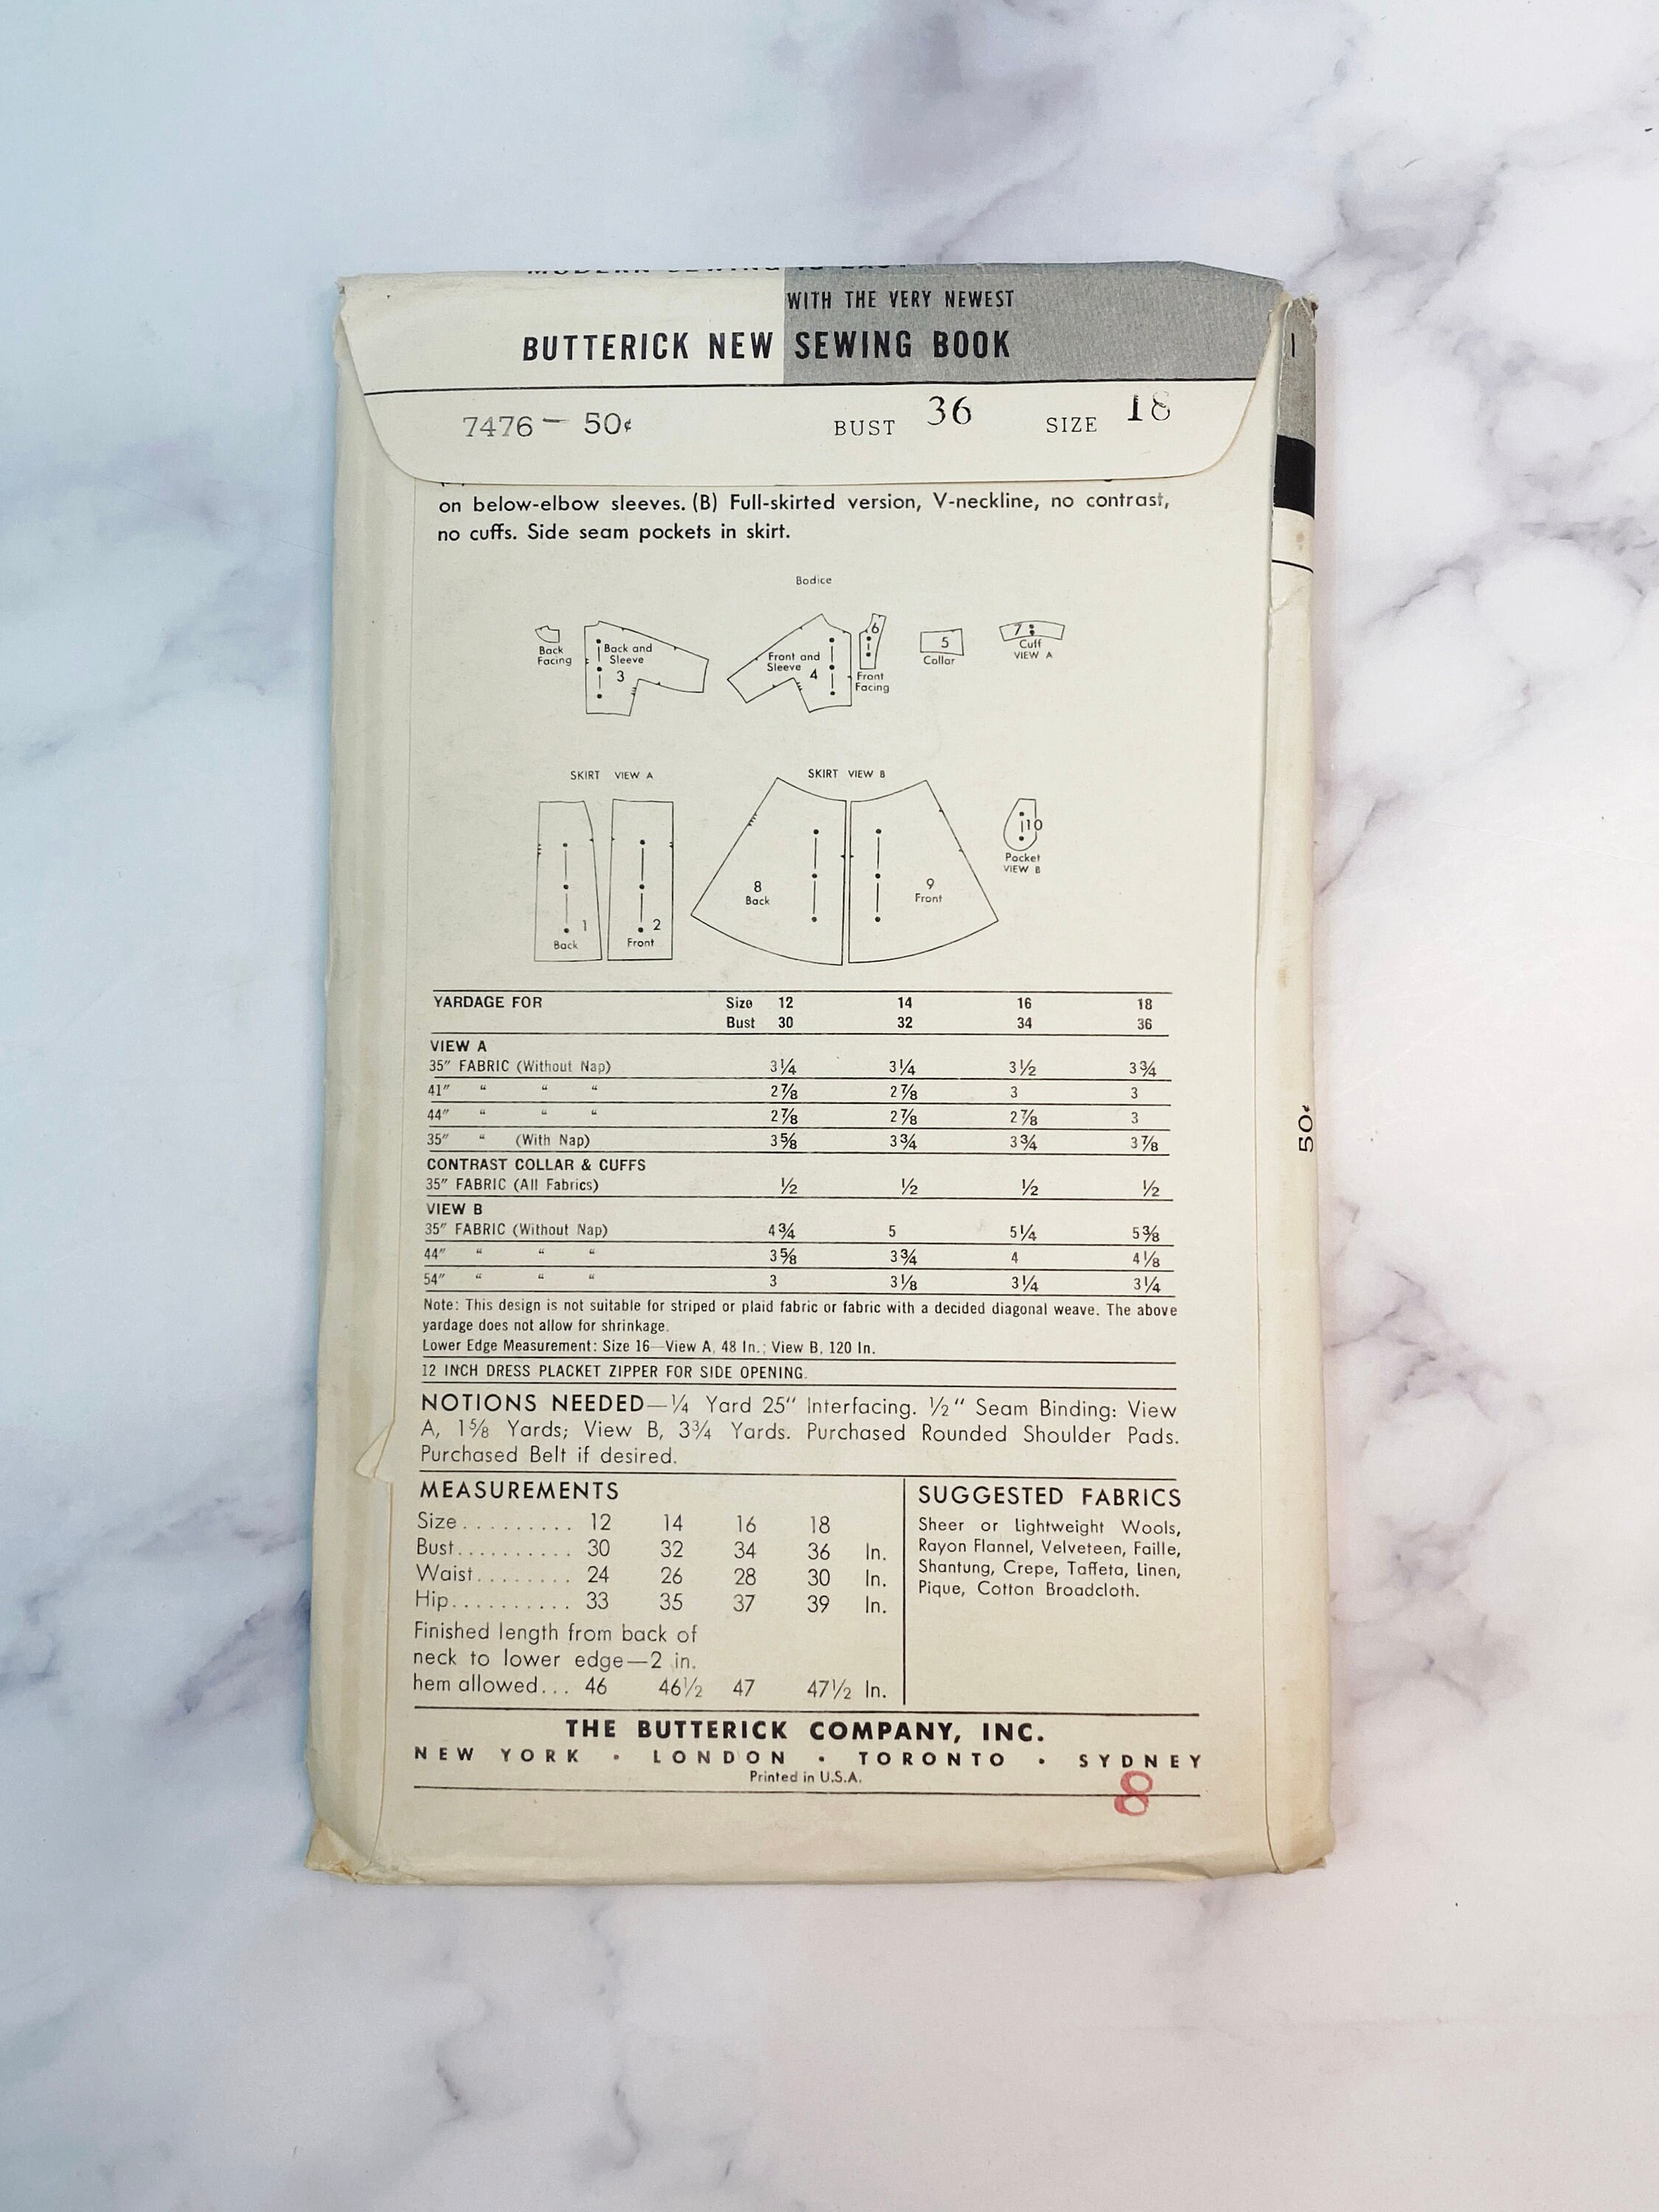 WITH THE VERY NEWEST
BUTTERICK NEW SEWING BOOK
7476 — 50¢ BUST 36 SIZE 18
on below-elbow sleeves. (B) Full-skirted version, V-neckline, no contrast,
no cuffs. Side seam pockets in skirt.
Bodice
Back
Facing
Back and
Sleeve
3
Front and
Sleeve 4
6
Front
Facing
5
Collar
7
Cuff
VIEW A
SKIRT VIEW A
1
Back
2
Front
SKIRT VIEW B
8
Back
9
Front
10
Pocket
VIEW B
YARDAGE FOR Size 12 14 16 18
Bust 30 32 34 36
VIEW A
35" FABRIC (Without Nap) 3¼ 3¼ 3½ 3¾
41" " " " 2⅞ 2⅞ 3 3
44" " " " 2⅞ 2⅞ 2⅞ 3
35" " (With Nap) 3⅝ 3¾ 3¾ 3⅞
CONTRAST COLLAR & CUFFS
35" FABRIC (All Fabrics) ½ ½ ½ ½
VIEW B
35" FABRIC (Without Nap) 4¾ 5 5¼ 5⅜
44" " " " 3⅝ 3¾ 4 4⅛
54" " " " 3 3⅛ 3¼ 3¼
Note: This design is not suitable for striped or plaid fabric or fabric with a decided diagonal weave. The above
yardage does not allow for shrinkage.
Lower Edge Measurement: Size 16—View A, 48 In.; View B, 120 In.
12 INCH DRESS PLACKET ZIPPER FOR SIDE OPENING.
NOTIONS NEEDED—¼ Yard 25" Interfacing. ½" Seam Binding: View
A, 1⅝ Yards; View B, 3¾ Yards. Purchased Rounded Shoulder Pads.
Purchased Belt if desired.
MEASUREMENTS
Size......... 12 14 16 18
Bust.......... 30 32 34 36 In.
Waist........ 24 26 28 30 In.
Hip.......... 33 35 37 39 In.
Finished length from back of
neck to lower edge—2 in.
hem allowed... 46 46½ 47 47½ In.
SUGGESTED FABRICS
Sheer or Lightweight Wools,
Rayon Flannel, Velveteen, Faille,
Shantung, Crepe, Taffeta, Linen,
Pique, Cotton Broadcloth.
THE BUTTERICK COMPANY, INC.
NEW YORK • LONDON • TORONTO • SYDNEY
Printed in U.S.A.
8
50¢